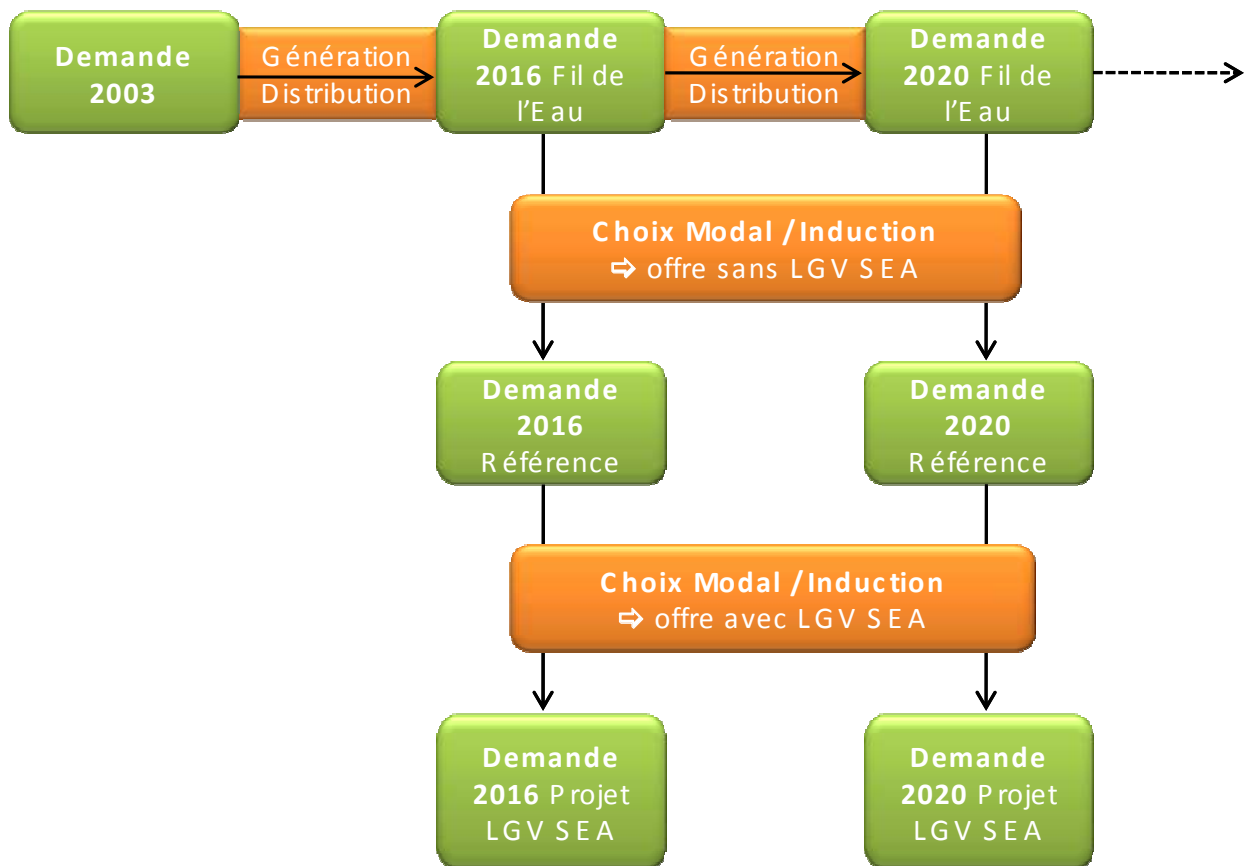 Demande
2003
Génération
Distribution
Demande
2016 Fil de
l'Eau
Génération
Distribution
Demande
2020 Fil de
l'Eau
Choix Modal /Induction
⇨ offre sans LGV SEA
Demande
2016
Référence
Demande
2020
Référence
Choix Modal /Induction
⇨ offre avec LGV SEA
Demande
2016 Projet
LGV SEA
Demande
2020 Projet
LGV SEA